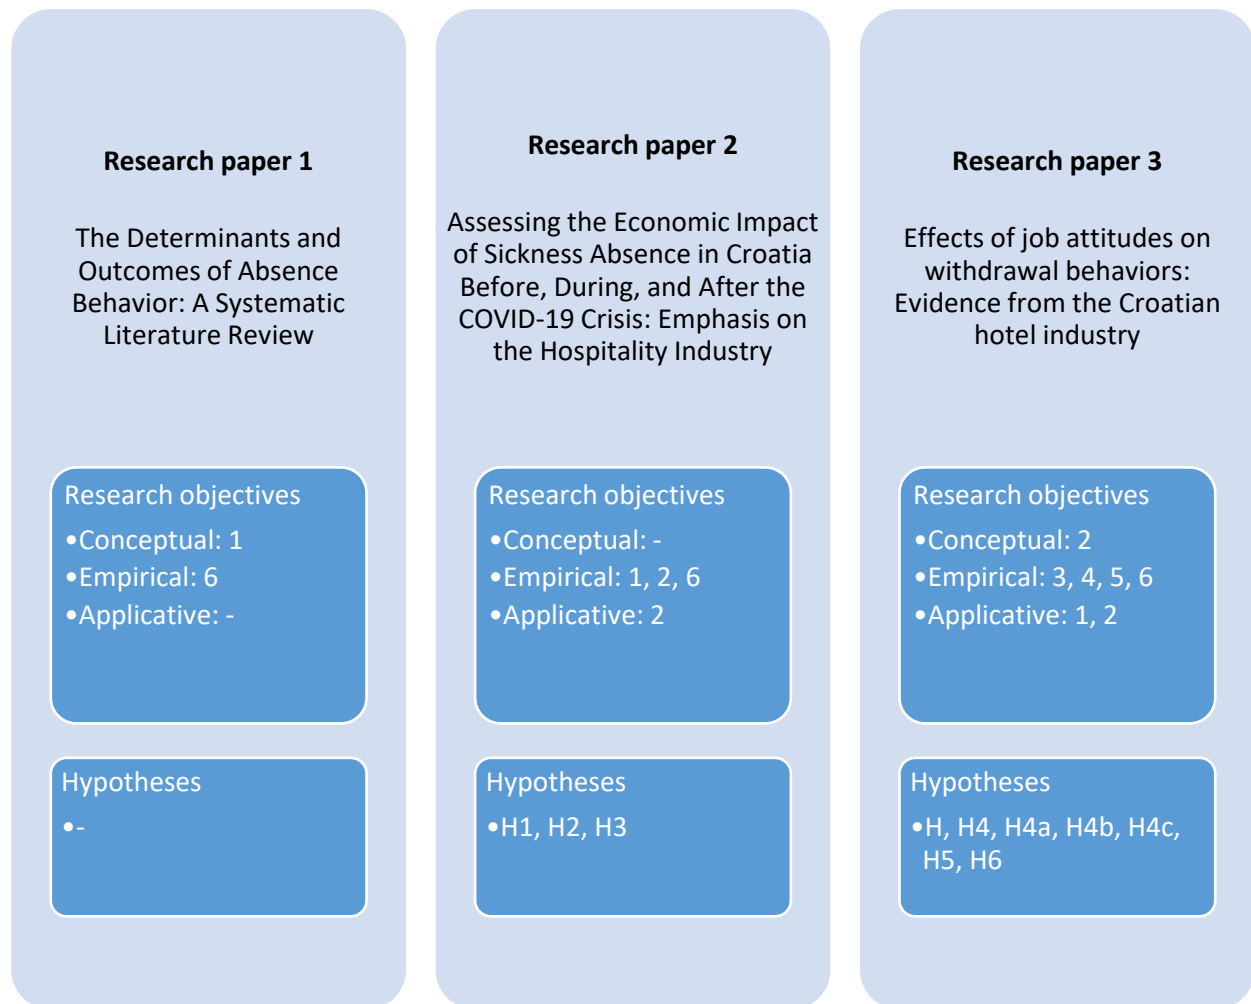 Research paper 1
The Determinants and
Outcomes of Absence
Behavior: A Systematic
Literature Review
Research objectives
•Conceptual: 1
•Empirical: 6
•Applicative: -
Hypotheses
•-
Research paper 2
Assessing the Economic Impact
of Sickness Absence in Croatia
Before, During, and After the
COVID-19 Crisis: Emphasis on
the Hospitality Industry
Research objectives
•Conceptual: -
•Empirical: 1, 2, 6
•Applicative: 2
Hypotheses
•H1, H2, H3
Research paper 3
Effects of job attitudes on
withdrawal behaviors:
Evidence from the Croatian
hotel industry
Research objectives
•Conceptual: 2
•Empirical: 3, 4, 5, 6
•Applicative: 1, 2
Hypotheses
•H, H4, H4a, H4b, H4c,
H5, H6